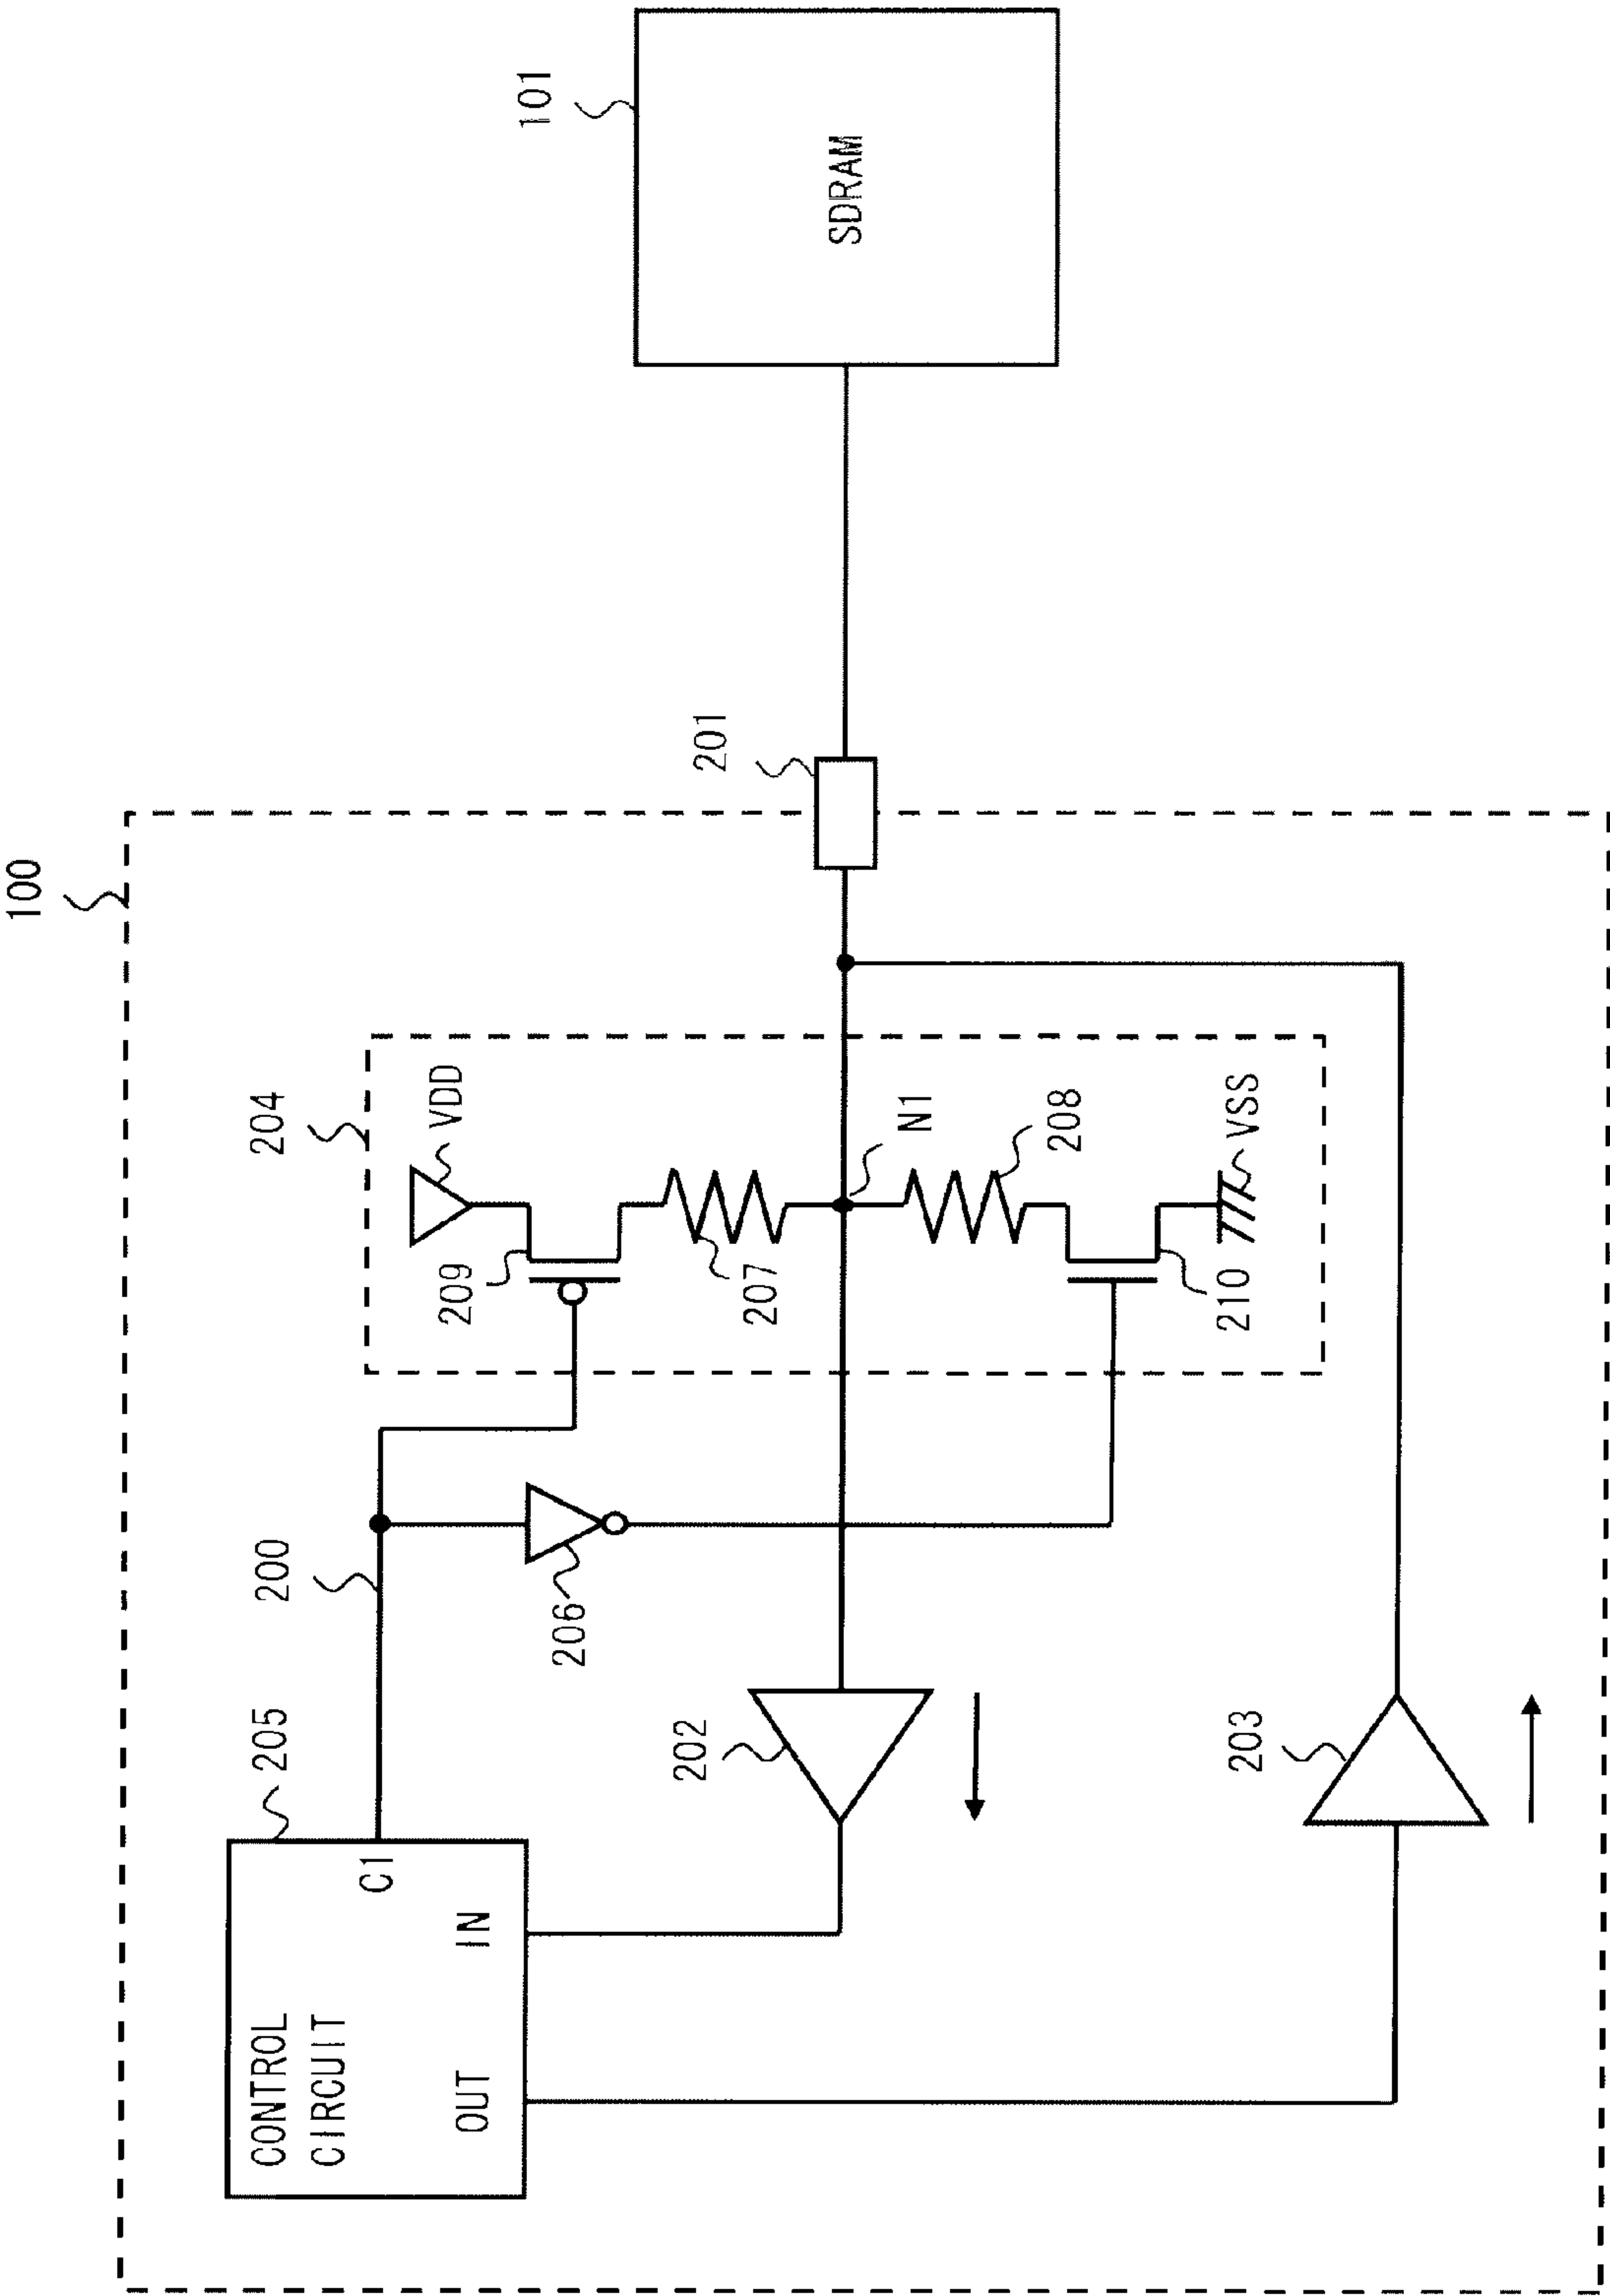 100
204
VDD
209
207
N1
208
VSS
210
200
206
205
CONTROL
CIRCUIT
C1
IN
OUT
202
203
201
101
SDRAM